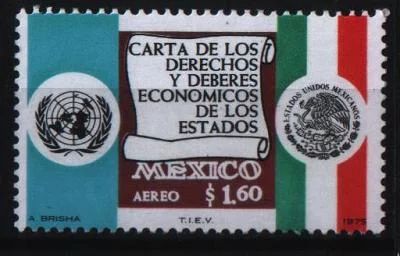 CARTA DE LOS
DERECHOS
Y DEBERES
ECONOMICOS
DE LOS
ESTADOS
ESTADOS UNIDOS MEXICANOS
MEXICO
AEREO $1.60
A. BRISHA T.I.E.V. 1975